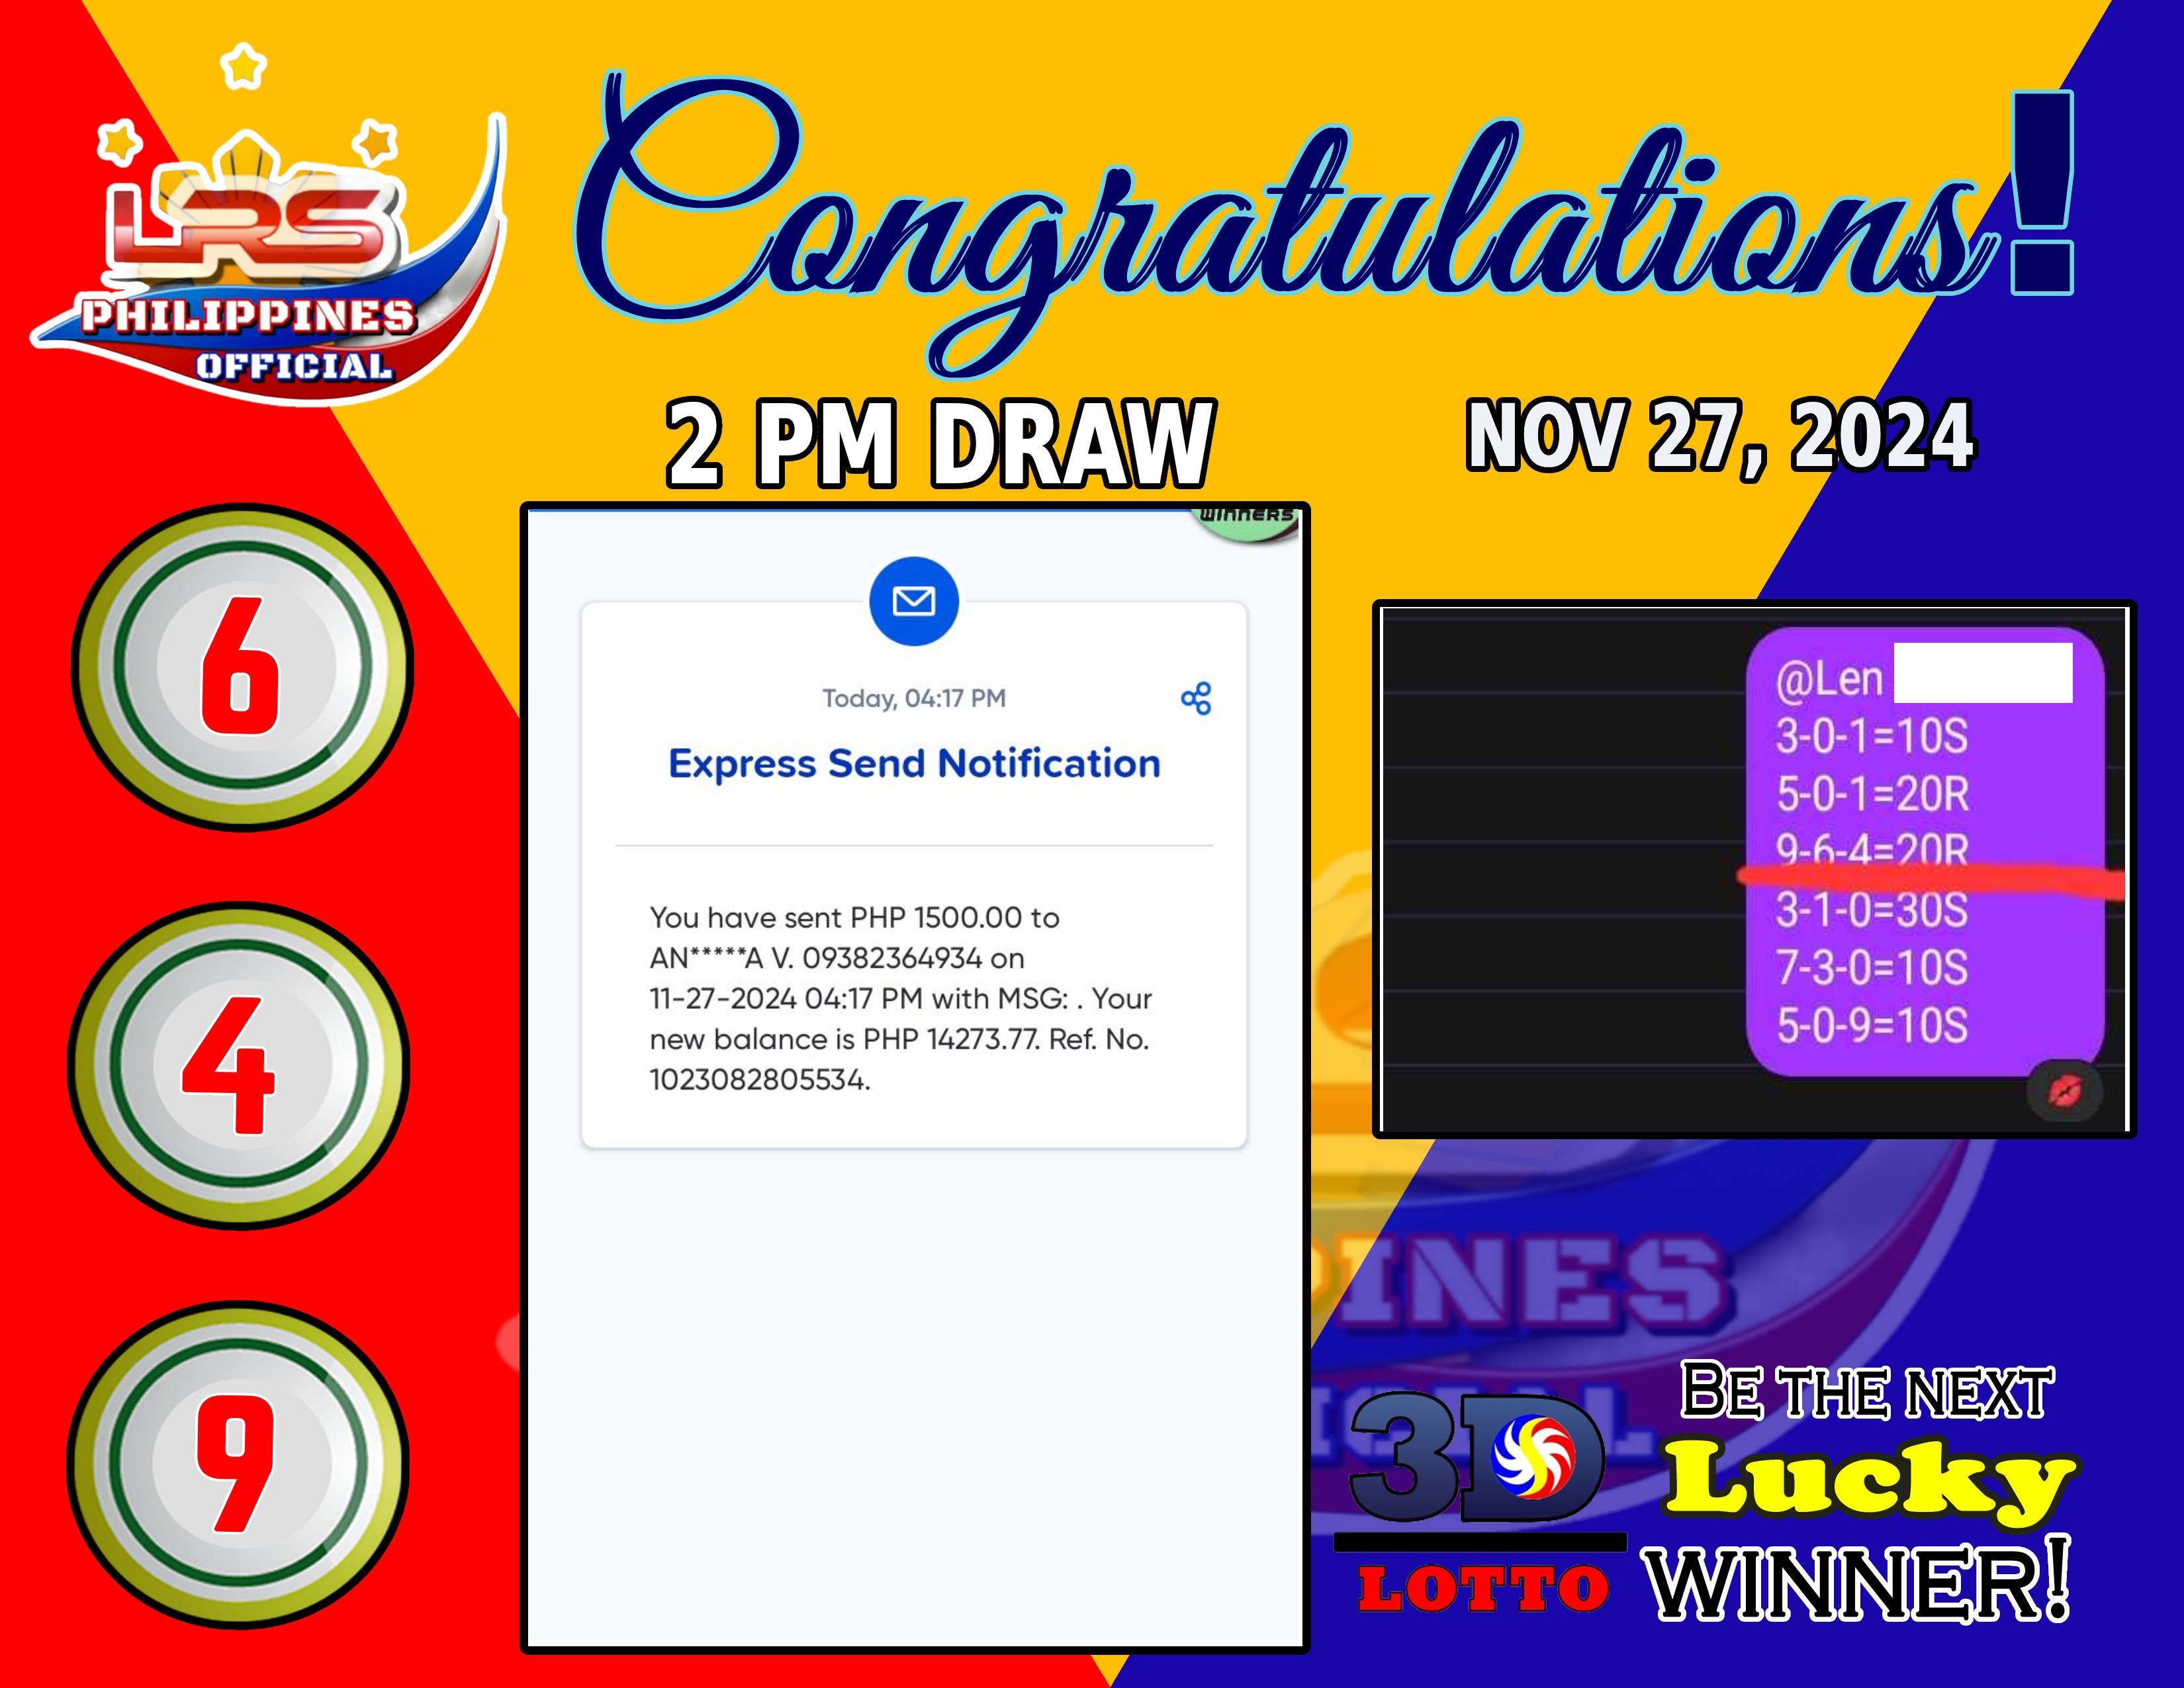 LRS
PHILIPPINES
OFFICIAL
Congratulations!
2 PM DRAW
NOV 27, 2024
6
4
9
WINNERS
Today, 04:17 PM
Express Send Notification
You have sent PHP 1500.00 to
AN*****A V. 09382364934 on
11-27-2024 04:17 PM with MSG: . Your
new balance is PHP 14273.77. Ref. No.
1023082805534.
@Len
3-0-1=10S
5-0-1=20R
9-6-4=20R
3-1-0=30S
7-3-0=10S
5-0-9=10S
PINES
ICIAL
3D
LOTTO
BE THE NEXT
Lucky
WINNER!